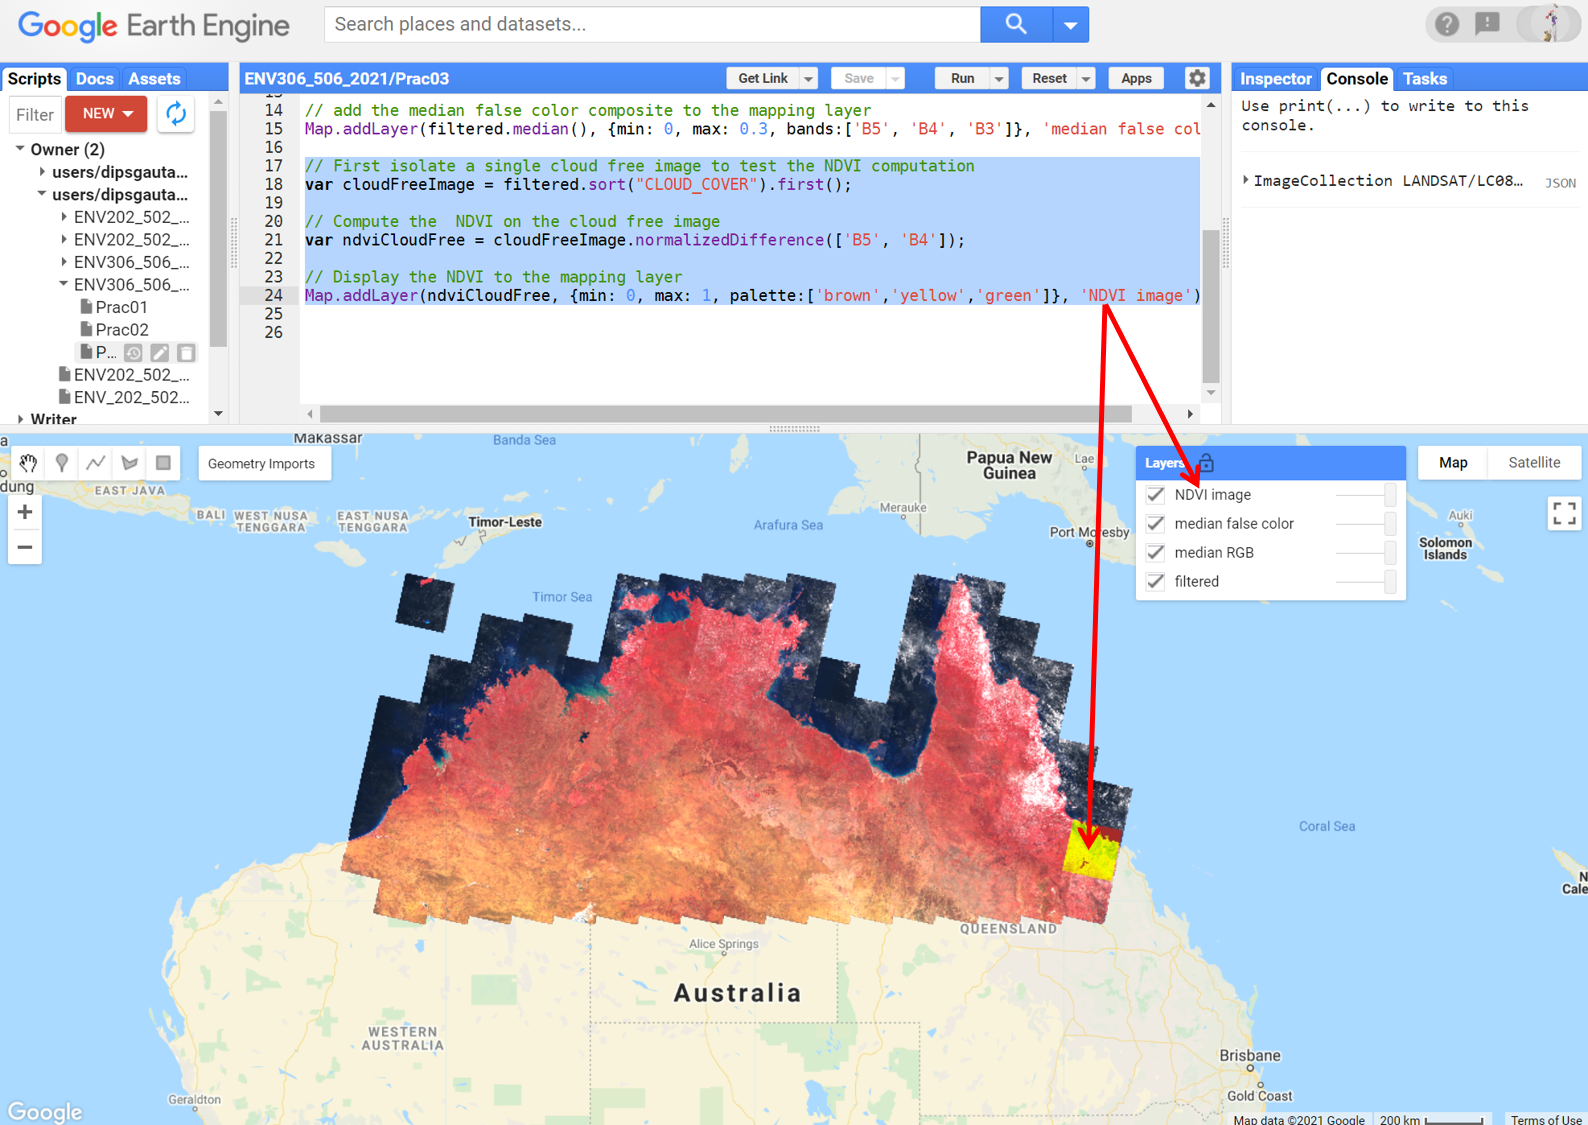 Google Earth Engine
Search places and datasets...
Scripts Docs Assets
Filter
NEW
Owner (2)
users/dipsgauta...
users/dipsgauta...
ENV202_502_...
ENV202_502_...
ENV306_506_...
ENV306_506_...
Prac01
Prac02
P...
ENV202_502_...
ENV_202_502...
Writer
ENV306_506_2021/Prac03
Get Link
Save
Run
Reset
Apps
14 // add the median false color composite to the mapping layer
15 Map.addLayer(filtered.median(), {min: 0, max: 0.3, bands:['B5', 'B4', 'B3']}, 'median false col
16
17 // First isolate a single cloud free image to test the NDVI computation
18 var cloudFreeImage = filtered.sort("CLOUD_COVER").first();
19
20 // Compute the  NDVI on the cloud free image
21 var ndviCloudFree = cloudFreeImage.normalizedDifference(['B5', 'B4']);
22
23 // Display the NDVI to the mapping layer
24 Map.addLayer(ndviCloudFree, {min: 0, max: 1, palette:['brown','yellow','green']}, 'NDVI image')
25
26
Inspector Console Tasks
Use print(...) to write to this
console.
ImageCollection LANDSAT/LC08... JSON
Geometry Imports
Layers
NDVI image
median false color
median RGB
filtered
Map Satellite
Makassar
Banda Sea
dung
EAST JAVA
BALI
WEST NUSA
TENGGARA
EAST NUSA
TENGGARA
Timor-Leste
Arafura Sea
Merauke
Papua New
Guinea
Lae
Port Moresby
Auki
Solomon
Islands
Timor Sea
Coral Sea
N
Cale
QUEENSLAND
Alice Springs
Australia
WESTERN
AUSTRALIA
Brisbane
Gold Coast
Geraldton
Google
Map data ©2021 Google 200 km Terms of Use